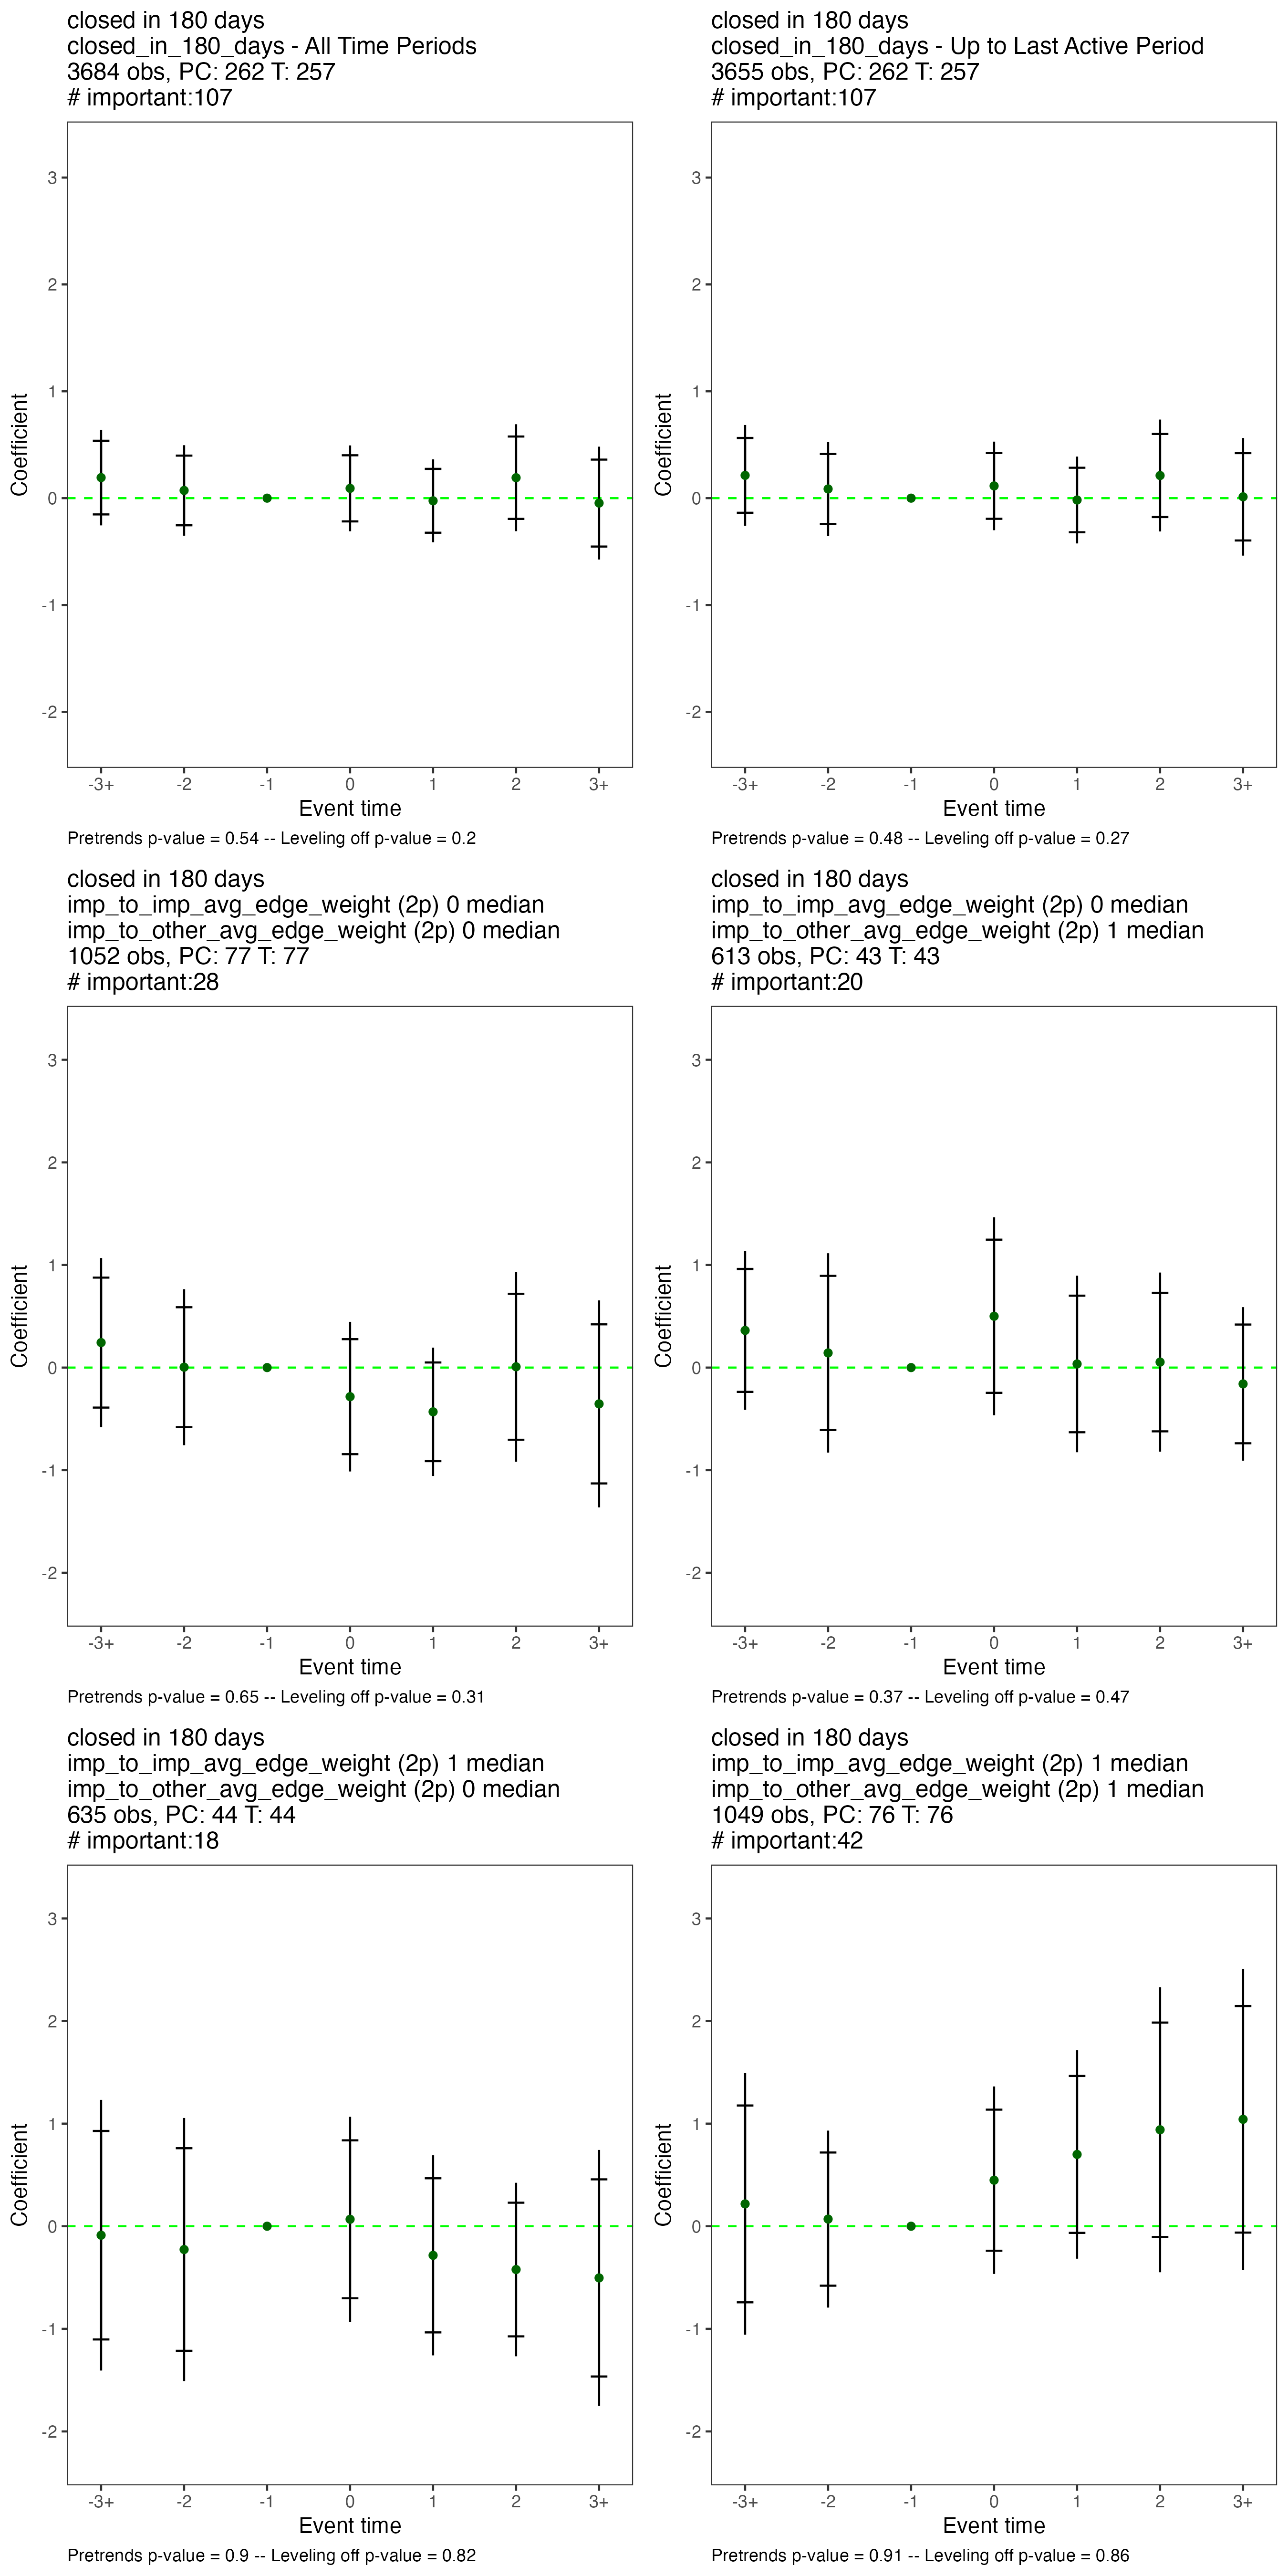 closed in 180 days
closed_in_180_days - All Time Periods
3684 obs, PC: 262 T: 257
# important:107
3
2
1
0
-1
-2
Coefficient
-3+ -2 -1 0 1 2 3+
Event time
Pretrends p-value = 0.54 -- Leveling off p-value = 0.2
closed in 180 days
closed_in_180_days - Up to Last Active Period
3655 obs, PC: 262 T: 257
# important:107
3
2
1
0
-1
-2
Coefficient
-3+ -2 -1 0 1 2 3+
Event time
Pretrends p-value = 0.48 -- Leveling off p-value = 0.27
closed in 180 days
imp_to_imp_avg_edge_weight (2p) 0 median
imp_to_other_avg_edge_weight (2p) 0 median
1052 obs, PC: 77 T: 77
# important:28
3
2
1
0
-1
-2
Coefficient
-3+ -2 -1 0 1 2 3+
Event time
Pretrends p-value = 0.65 -- Leveling off p-value = 0.31
closed in 180 days
imp_to_imp_avg_edge_weight (2p) 0 median
imp_to_other_avg_edge_weight (2p) 1 median
613 obs, PC: 43 T: 43
# important:20
3
2
1
0
-1
-2
Coefficient
-3+ -2 -1 0 1 2 3+
Event time
Pretrends p-value = 0.37 -- Leveling off p-value = 0.47
closed in 180 days
imp_to_imp_avg_edge_weight (2p) 1 median
imp_to_other_avg_edge_weight (2p) 0 median
635 obs, PC: 44 T: 44
# important:18
3
2
1
0
-1
-2
Coefficient
-3+ -2 -1 0 1 2 3+
Event time
Pretrends p-value = 0.9 -- Leveling off p-value = 0.82
closed in 180 days
imp_to_imp_avg_edge_weight (2p) 1 median
imp_to_other_avg_edge_weight (2p) 1 median
1049 obs, PC: 76 T: 76
# important:42
3
2
1
0
-1
-2
Coefficient
-3+ -2 -1 0 1 2 3+
Event time
Pretrends p-value = 0.91 -- Leveling off p-value = 0.86